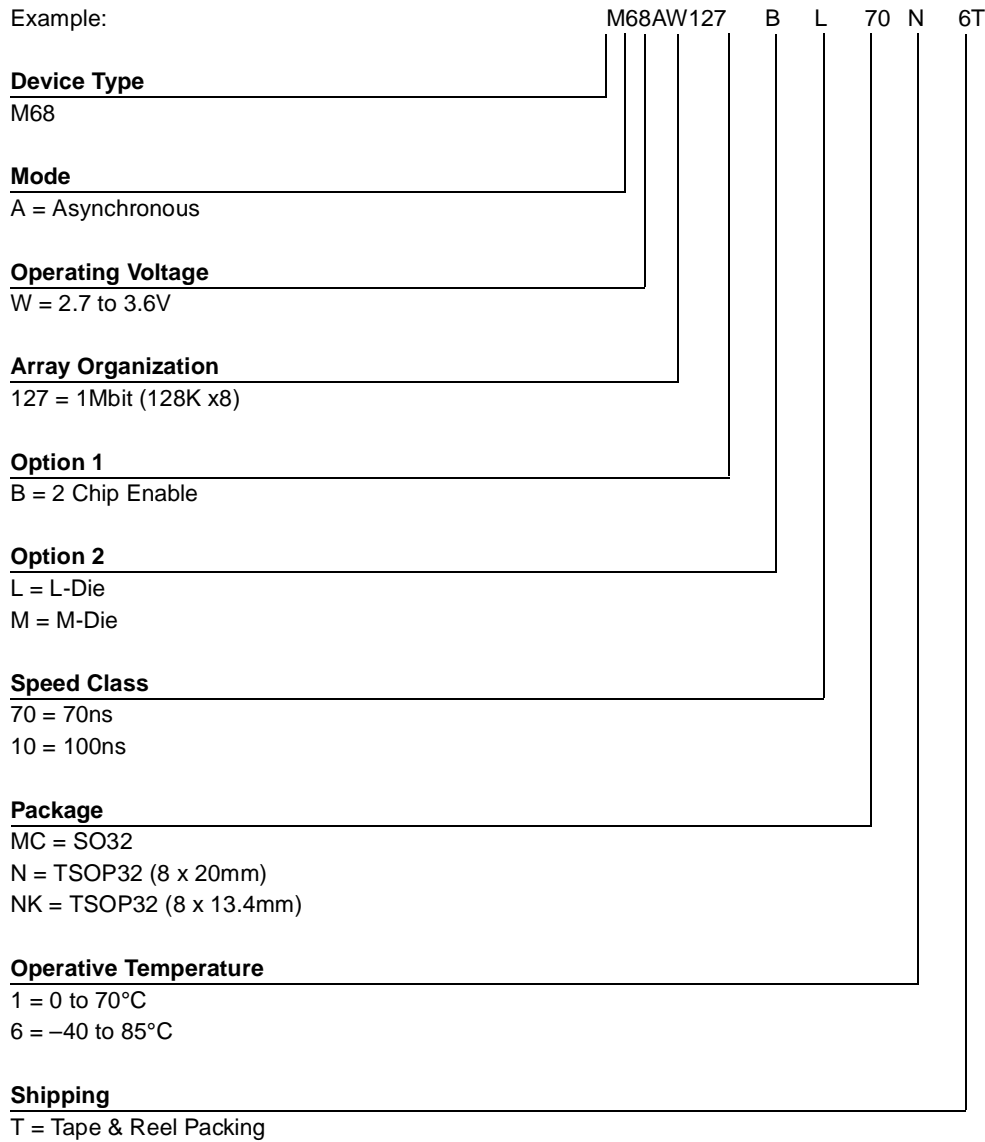 Example: M68AW127 B L 70 N 6T
Device Type
M68
Mode
A = Asynchronous
Operating Voltage
W = 2.7 to 3.6V
Array Organization
127 = 1Mbit (128K x8)
Option 1
B = 2 Chip Enable
Option 2
L = L-Die
M = M-Die
Speed Class
70 = 70ns
10 = 100ns
Package
MC = SO32
N = TSOP32 (8 x 20mm)
NK = TSOP32 (8 x 13.4mm)
Operative Temperature
1 = 0 to 70°C
6 = –40 to 85°C
Shipping
T = Tape & Reel Packing